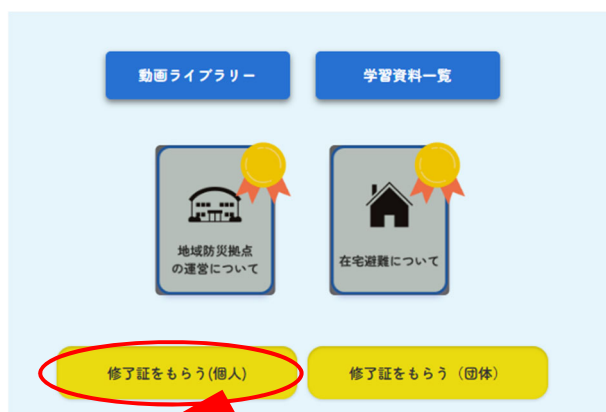 動画ライブラリー
学習資料一覧
地域防災拠点
の運営について
在宅避難について
修了証をもらう(個人)
修了証をもらう（団体）